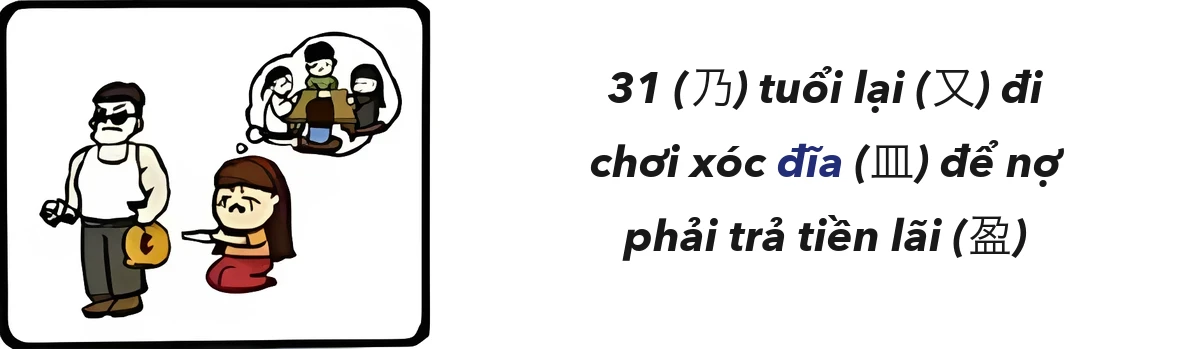 31 (乃) tuổi lại (又) đi
chơi xóc đĩa (皿) để nợ
phải trả tiền lãi (盈)